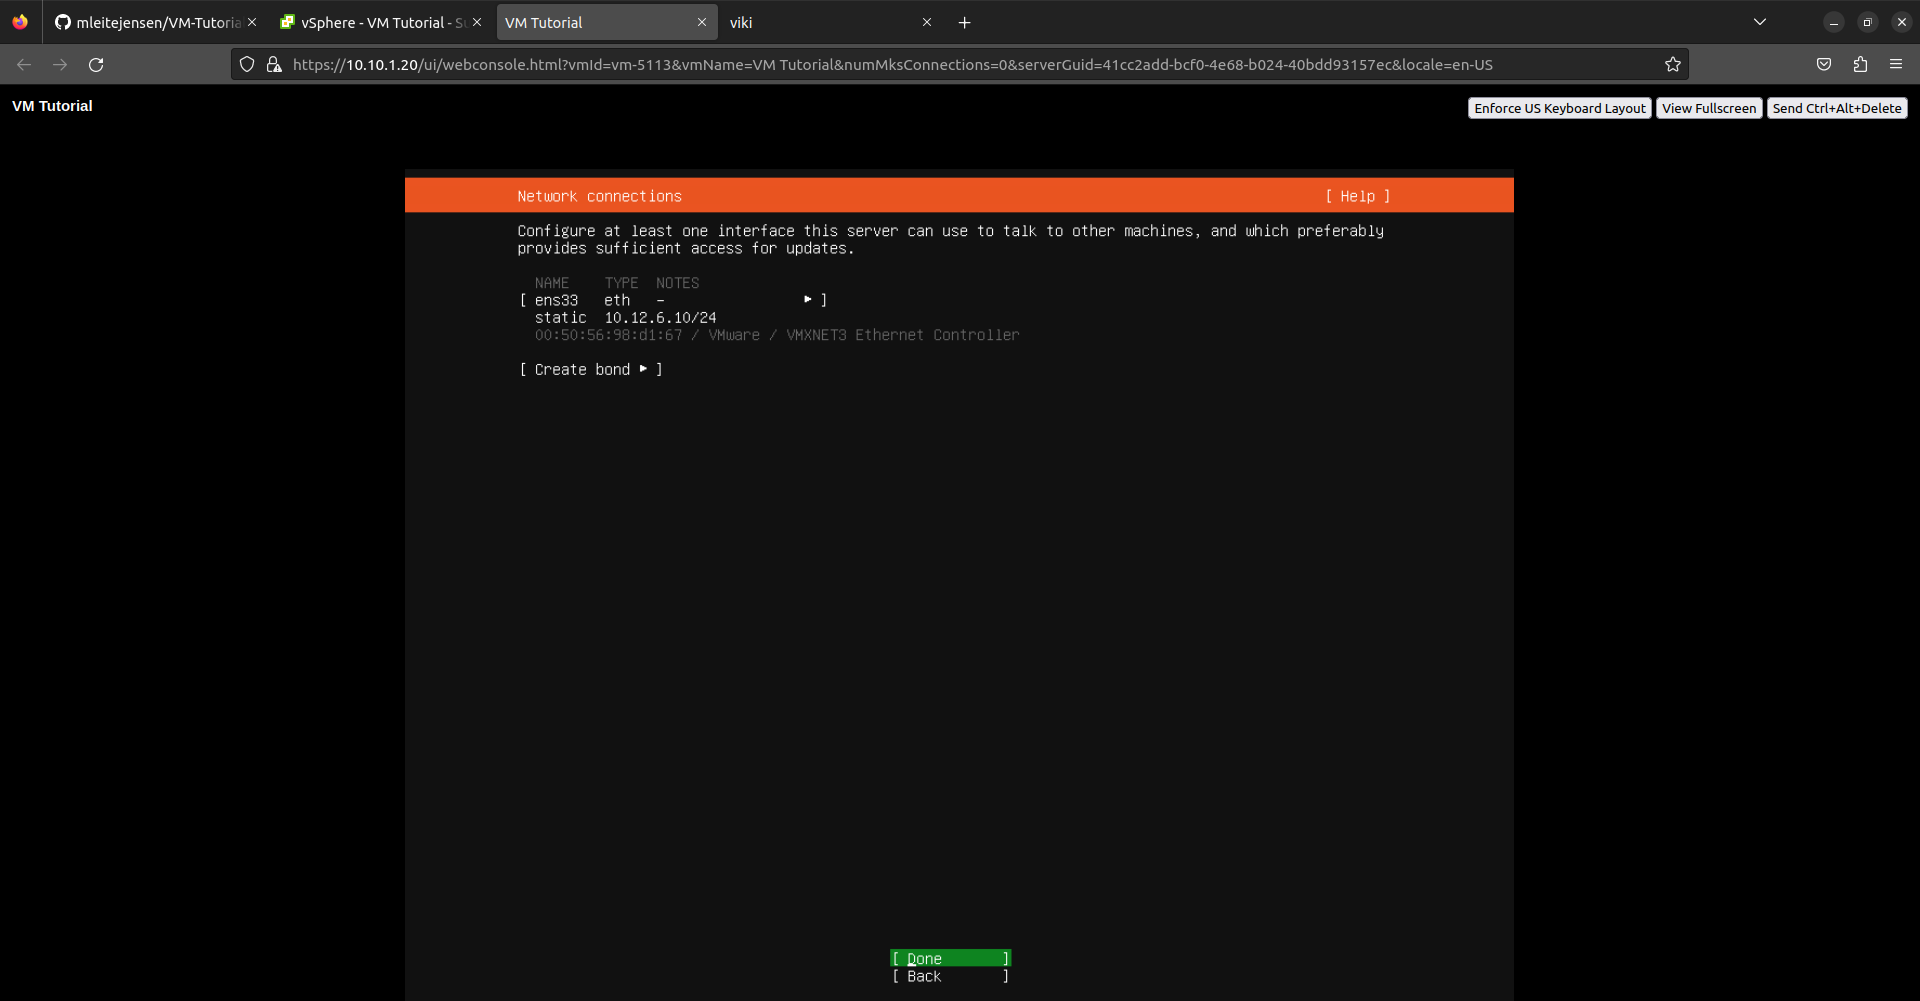 mleitejensen/VM-Tutoria
vSphere - VM Tutorial - Su
VM Tutorial
viki
https://10.10.1.20/ui/webconsole.html?vmId=vm-5113&vmName=VM Tutorial&numMksConnections=0&serverGuid=41cc2add-bcf0-4e68-b024-40bdd93157ec&locale=en-US
VM Tutorial
Enforce US Keyboard Layout
View Fullscreen
Send Ctrl+Alt+Delete
Network connections [ Help ]
Configure at least one interface this server can use to talk to other machines, and which preferably
provides sufficient access for updates.
NAME TYPE NOTES
[ ens33 eth - ▸ ]
static 10.12.6.10/24
00:50:56:98:d1:67 / VMware / VMXNET3 Ethernet Controller
[ Create bond ▸ ]
[ Done ]
[ Back ]